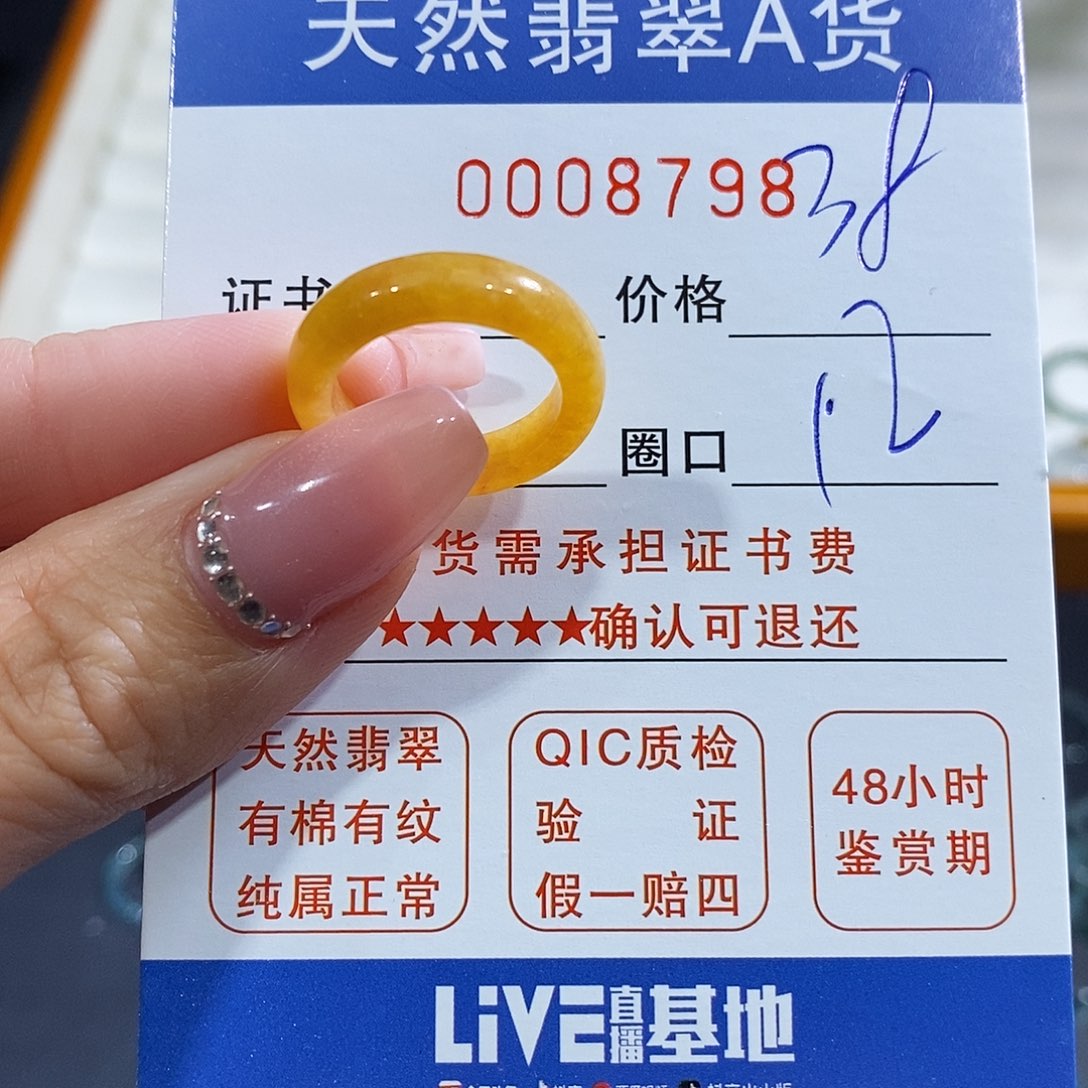 天然翡翠A货
0008798
38
证书
价格
12
圈口
货需承担证书费
★★★★★确认可退还
天然翡翠
有棉有纹
纯属正常
QIC质检
验证
假一赔四
48小时
鉴赏期
LiVE直播基地